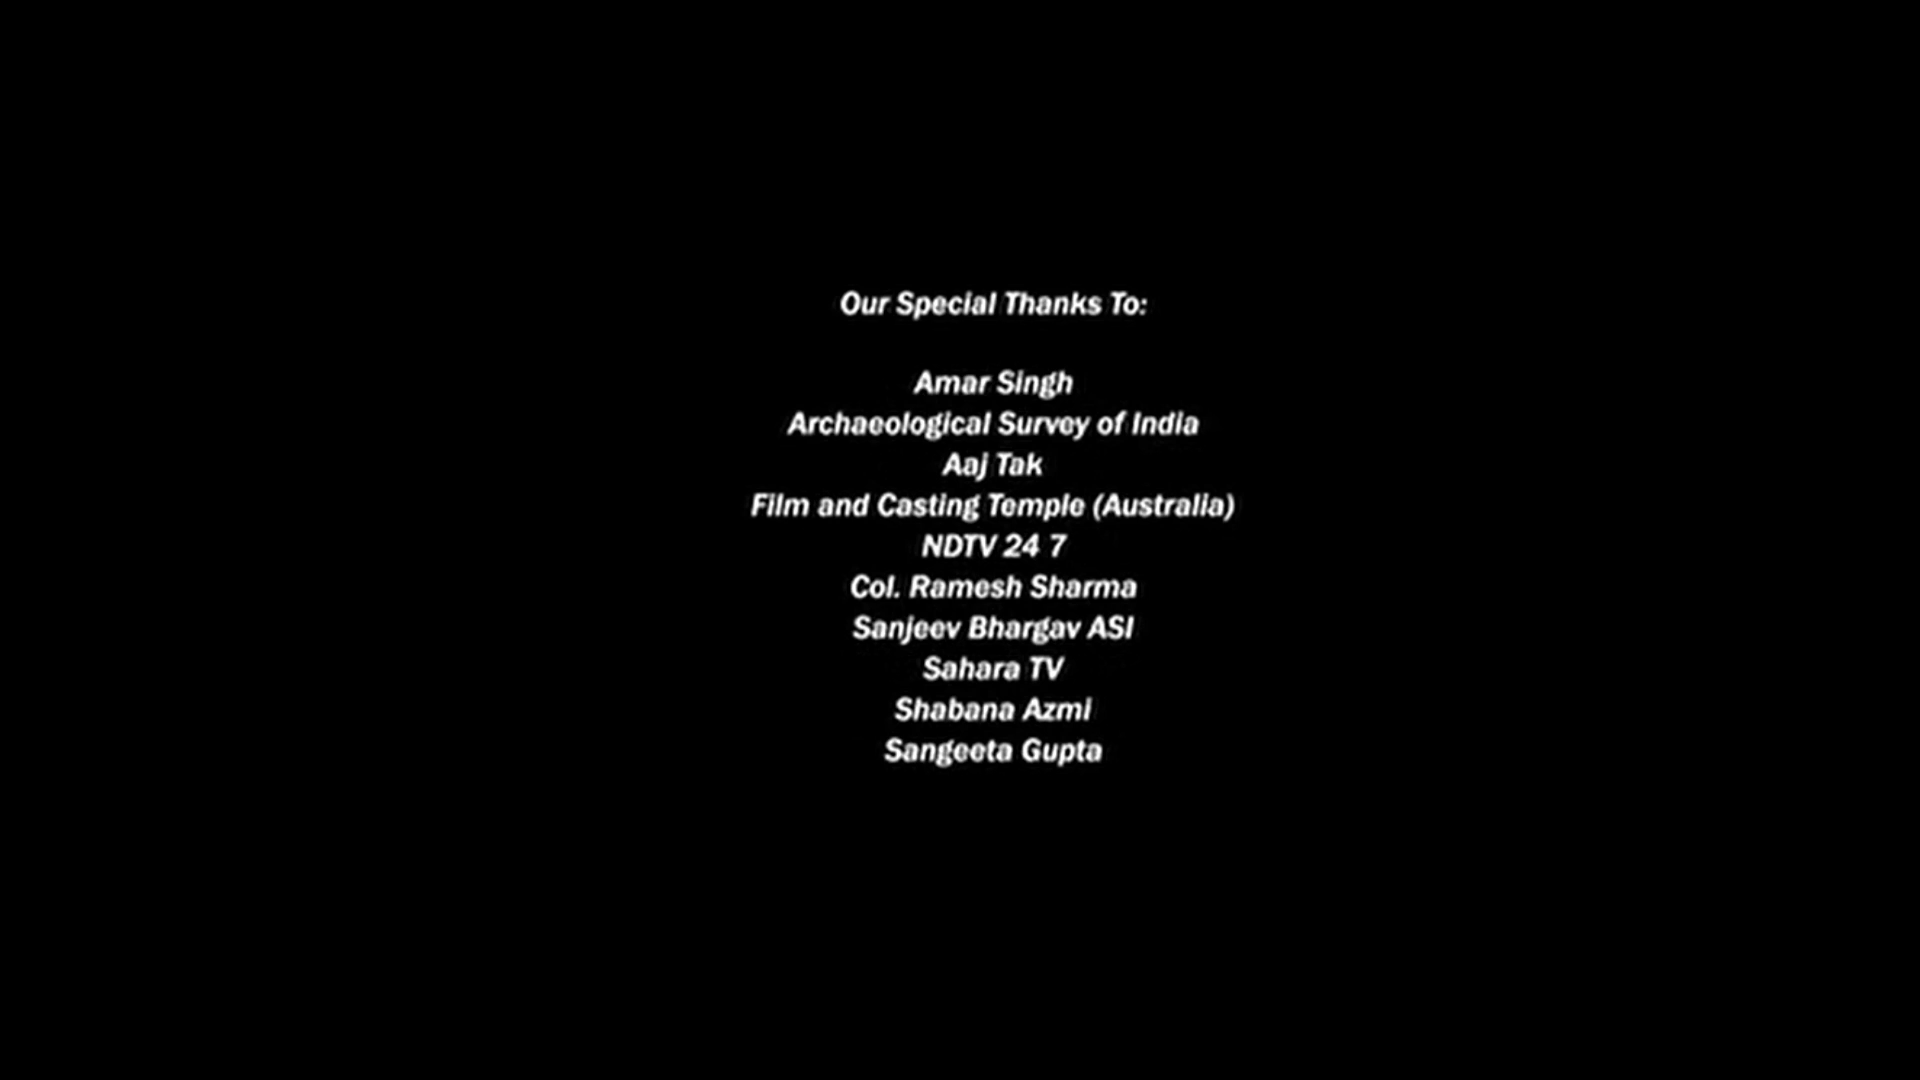 Our Special Thanks To:
Amar Singh
Archaeological Survey of India
Aaj Tak
Film and Casting Temple (Australia)
NDTV 24 7
Col. Ramesh Sharma
Sanjeev Bhargav ASI
Sahara TV
Shabana Azmi
Sangeeta Gupta